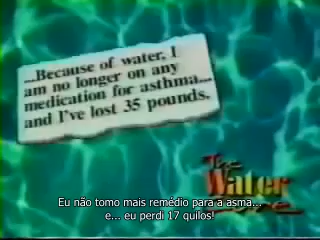 ...Because of water, I
am no longer on any
medication for asthma...
and I've lost 35 pounds.
The
Water
Cure
Eu não tomo mais remédio para a asma...
e... eu perdi 17 quilos!